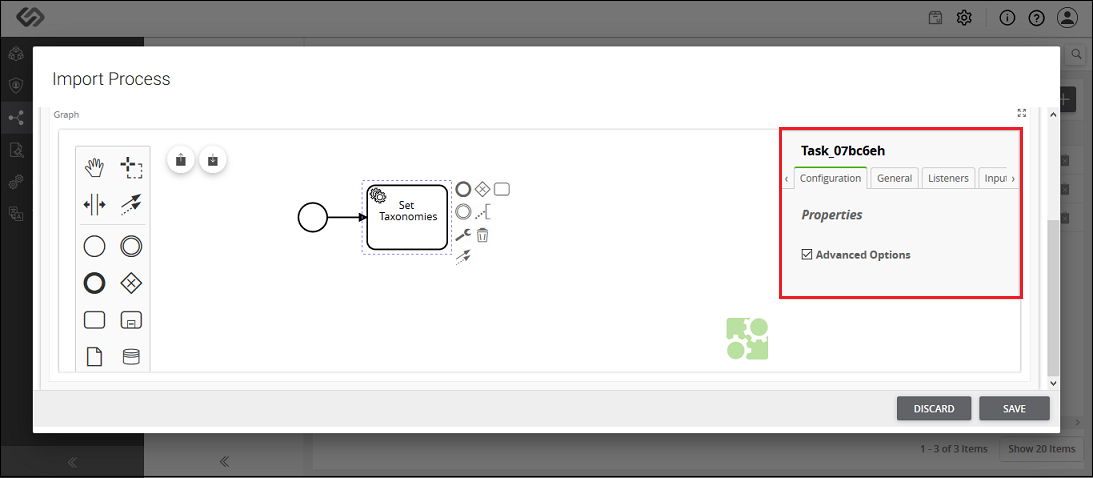 Import Process
Graph
Task_07bc6eh
Configuration
General
Listeners
Input
Set
Taxonomies
Properties
Advanced Options
DISCARD
SAVE
1 - 3 of 3 Items
Show 20 Items